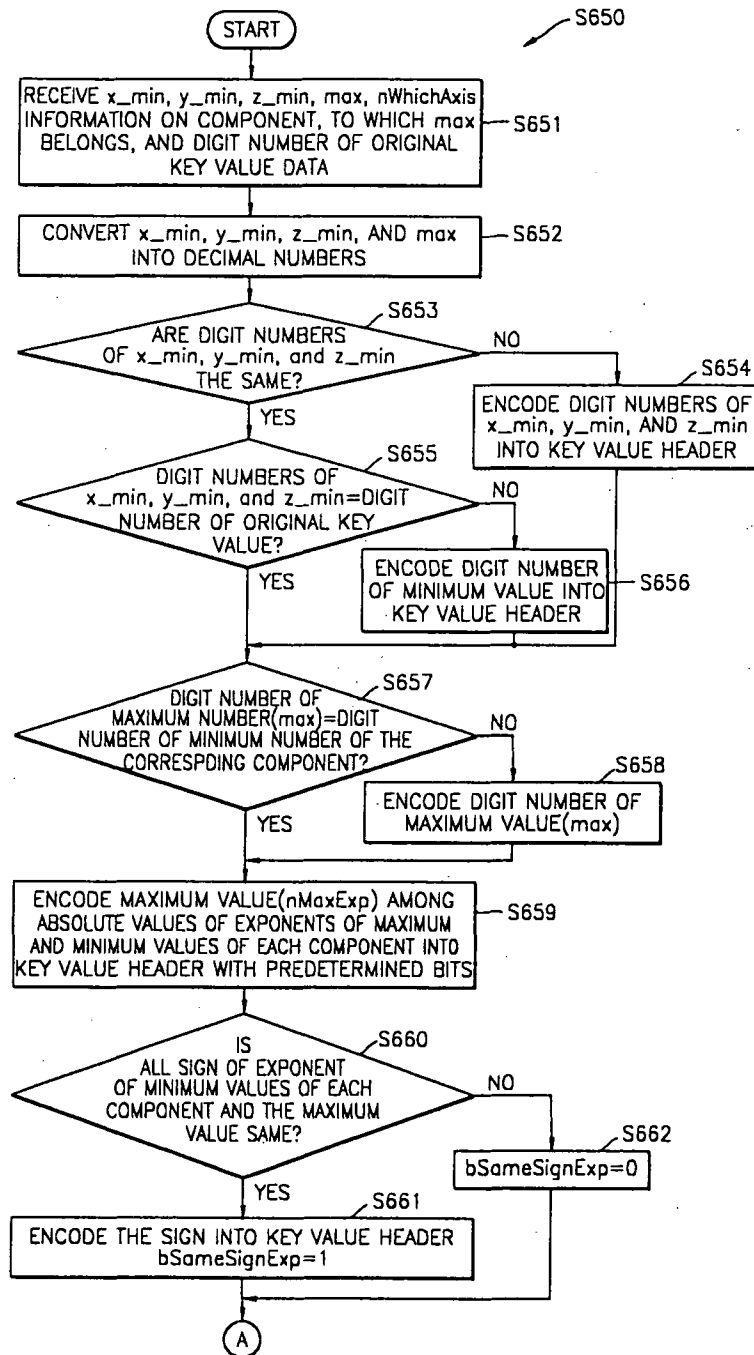 START
S650
RECEIVE x_min, y_min, z_min, max, nWhichAxis
INFORMATION ON COMPONENT, TO WHICH max
BELONGS, AND DIGIT NUMBER OF ORIGINAL
KEY VALUE DATA
S651
CONVERT x_min, y_min, z_min, AND max
INTO DECIMAL NUMBERS
S652
S653
ARE DIGIT NUMBERS
OF x_min, y_min, and z_min
THE SAME?
NO
YES
S654
ENCODE DIGIT NUMBERS OF
x_min, y_min, AND z_min
INTO KEY VALUE HEADER
S655
DIGIT NUMBERS OF
x_min, y_min, and z_min=DIGIT
NUMBER OF ORIGINAL KEY
VALUE?
NO
YES
ENCODE DIGIT NUMBER
OF MINIMUM VALUE INTO
KEY VALUE HEADER
S656
S657
DIGIT NUMBER OF
MAXIMUM NUMBER(max)=DIGIT
NUMBER OF MINIMUM NUMBER OF THE
CORRESPDING COMPONENT?
NO
YES
S658
ENCODE DIGIT NUMBER OF
MAXIMUM VALUE(max)
ENCODE MAXIMUM VALUE(nMaxExp) AMONG
ABSOLUTE VALUES OF EXPONENTS OF MAXIMUM
AND MINIMUM VALUES OF EACH COMPONENT INTO
KEY VALUE HEADER WITH PREDETERMINED BITS
S659
S660
IS
ALL SIGN OF EXPONENT
OF MINIMUM VALUES OF EACH
COMPONENT AND THE MAXIMUM
VALUE SAME?
NO
YES
S662
bSameSignExp=0
S661
ENCODE THE SIGN INTO KEY VALUE HEADER
bSameSignExp=1
A